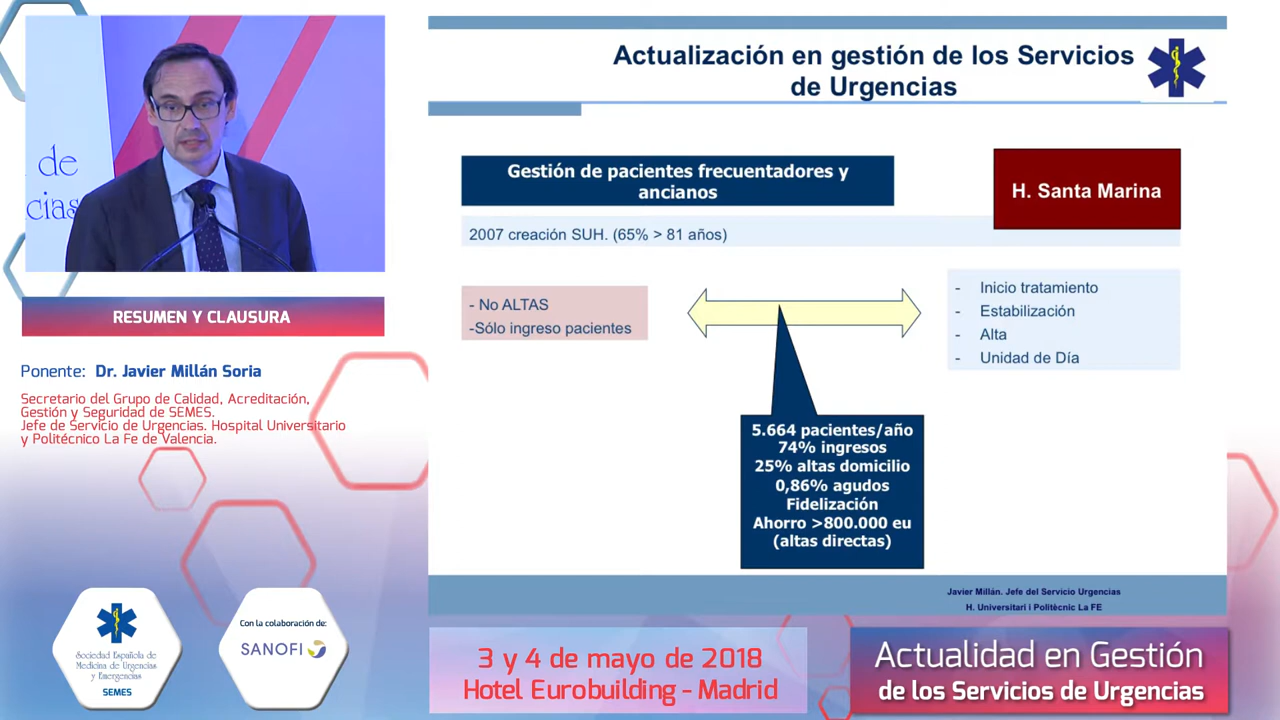 de
cias
RESUMEN Y CLAUSURA
Ponente: Dr. Javier Millán Soria
Secretario del Grupo de Calidad, Acreditación,
Gestión y Seguridad de SEMES.
Jefe de Servicio de Urgencias. Hospital Universitario
y Politécnico La Fe de Valencia.
Sociedad Española de
Medicina de Urgencias
y Emergencias
SEMES
Con la colaboración de:
SANOFI
Actualización en gestión de los Servicios
de Urgencias
Gestión de pacientes frecuentadores y
ancianos
H. Santa Marina
2007 creación SUH. (65% > 81 años)
- No ALTAS
-Sólo ingreso pacientes
- Inicio tratamiento
- Estabilización
- Alta
- Unidad de Día
5.664 pacientes/año
74% ingresos
25% altas domicilio
0,86% agudos
Fidelización
Ahorro >800.000 eu
(altas directas)
Javier Millán. Jefe del Servicio Urgencias
H. Universitari i Politècnic La FE
3 y 4 de mayo de 2018
Hotel Eurobuilding - Madrid
Actualidad en Gestión
de los Servicios de Urgencias